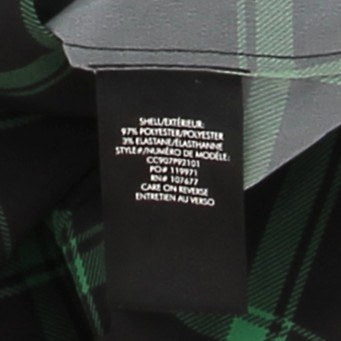 SHELL/EXTÉRIEUR:
97% POLYESTER/POLYESTER
3% ELASTANE/ÉLASTHANNE
STYLE#/NUMÉRO DE MODÈLE:
CC907P92101
PO# 119971
RN# 107677
CARE ON REVERSE
ENTRETIEN AU VERSO